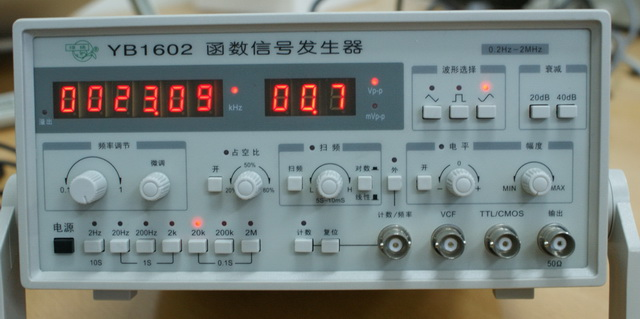 YB1602 函数信号发生器
0.2Hz~2MHz
0023.09
kHz
00.7
Vp-p
mVp-p
波形选择
衰减
20dB 40dB
频率调节
0.1 1
微调
占空比
开
20% 50% 80%
扫频
扫频
L H
10~10mS
对数
线性
外
电平
开
- 0 +
幅度
MIN MAX
电源
2Hz 20Hz 200Hz 2k 20k 200k 2M
10S 1S 0.1S
计数 复位
计数/频率
VCF
TTL/CMOS
输出
50Ω